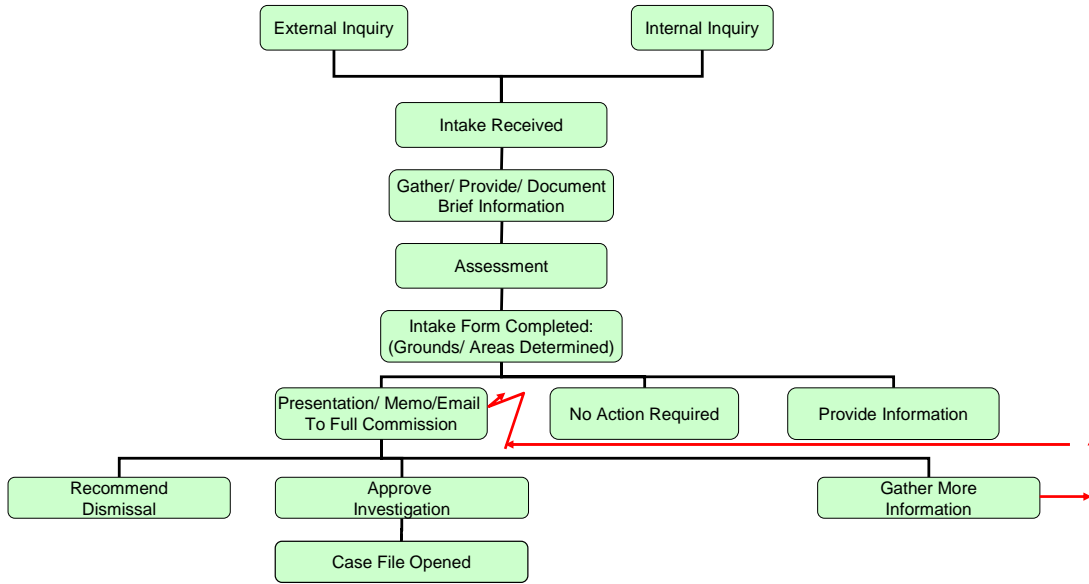 External Inquiry
Internal Inquiry
Intake Received
Gather/ Provide/ Document
Brief Information
Assessment
Intake Form Completed:
(Grounds/ Areas Determined)
Presentation/ Memo/Email
To Full Commission
No Action Required
Provide Information
Recommend
Dismissal
Approve
Investigation
Gather More
Information
Case File Opened